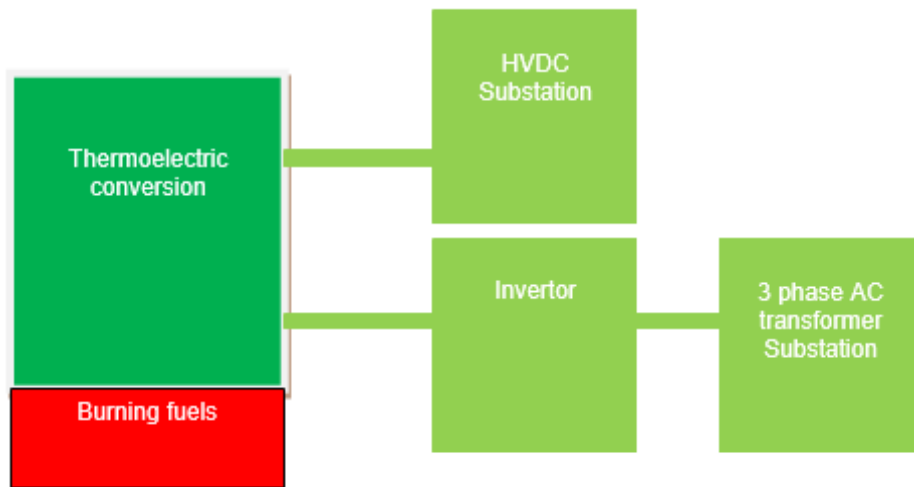 HVDC
Substation
Thermoelectric
conversion
Invertor
3 phase AC
transformer
Substation
Burning fuels